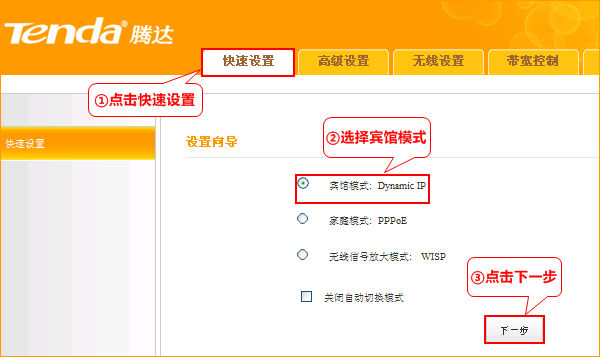 Tenda 腾达
快速设置 高级设置 无线设置 带宽控制
①点击快速设置
快速设置
设置向导
②选择宾馆模式
宾馆模式：Dynamic IP
家庭模式：PPPoE
无线信号放大模式： WISP
③点击下一步
关闭自动切换模式
下一步